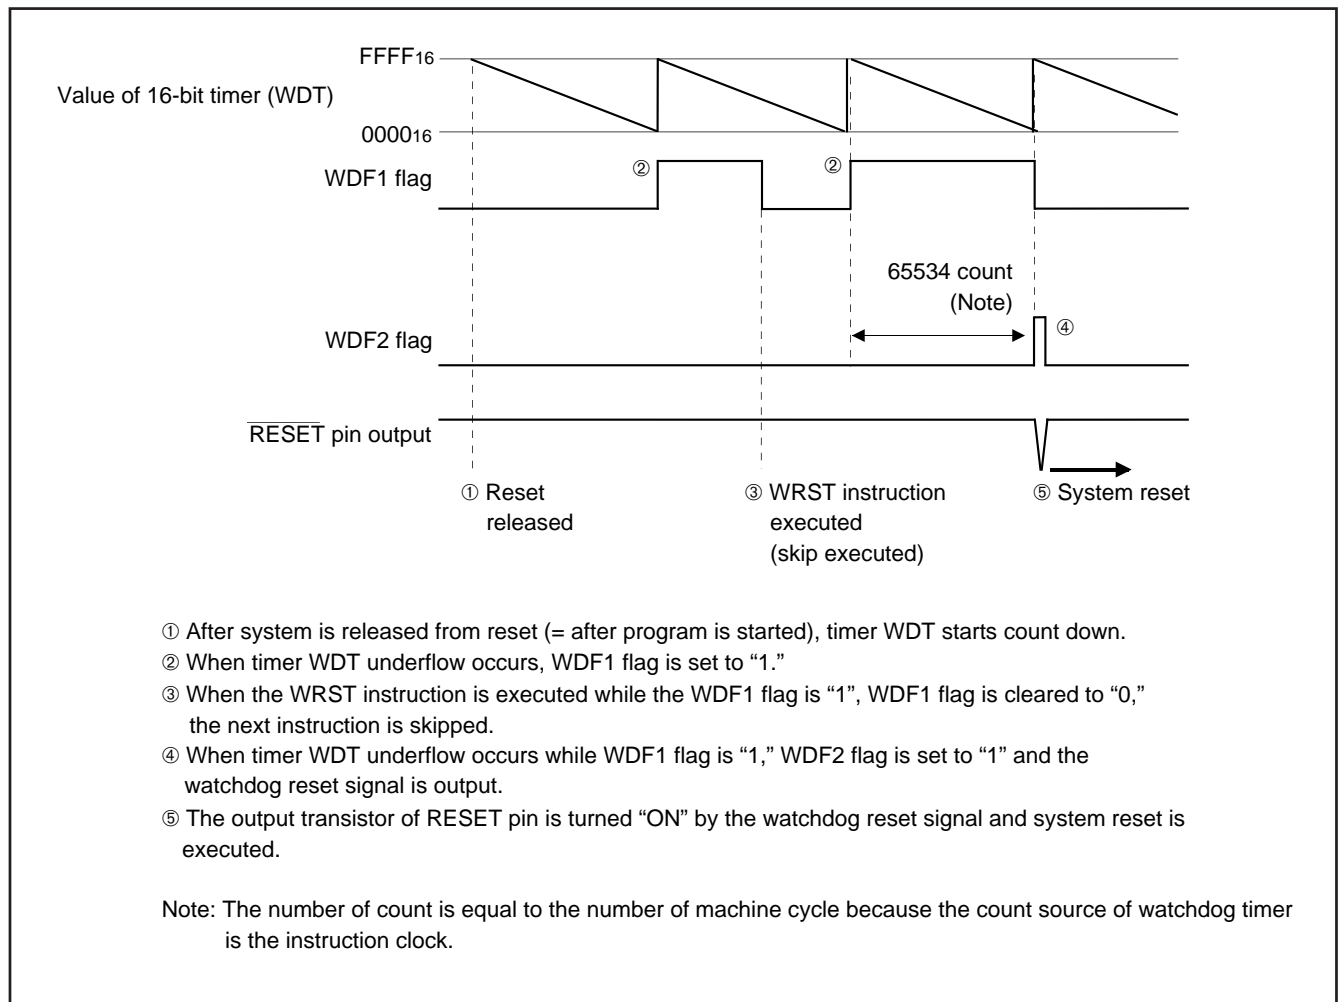 FFFF16
Value of 16-bit timer (WDT)
000016
② ②
WDF1 flag
65534 count
(Note)
④
WDF2 flag
RESET pin output
① Reset
released
③ WRST instruction
executed
(skip executed)
⑤ System reset
① After system is released from reset (= after program is started), timer WDT starts count down.
② When timer WDT underflow occurs, WDF1 flag is set to “1.”
③ When the WRST instruction is executed while the WDF1 flag is “1”, WDF1 flag is cleared to “0,”
the next instruction is skipped.
④ When timer WDT underflow occurs while WDF1 flag is “1,” WDF2 flag is set to “1” and the
watchdog reset signal is output.
⑤ The output transistor of RESET pin is turned “ON” by the watchdog reset signal and system reset is
executed.
Note: The number of count is equal to the number of machine cycle because the count source of watchdog timer
is the instruction clock.